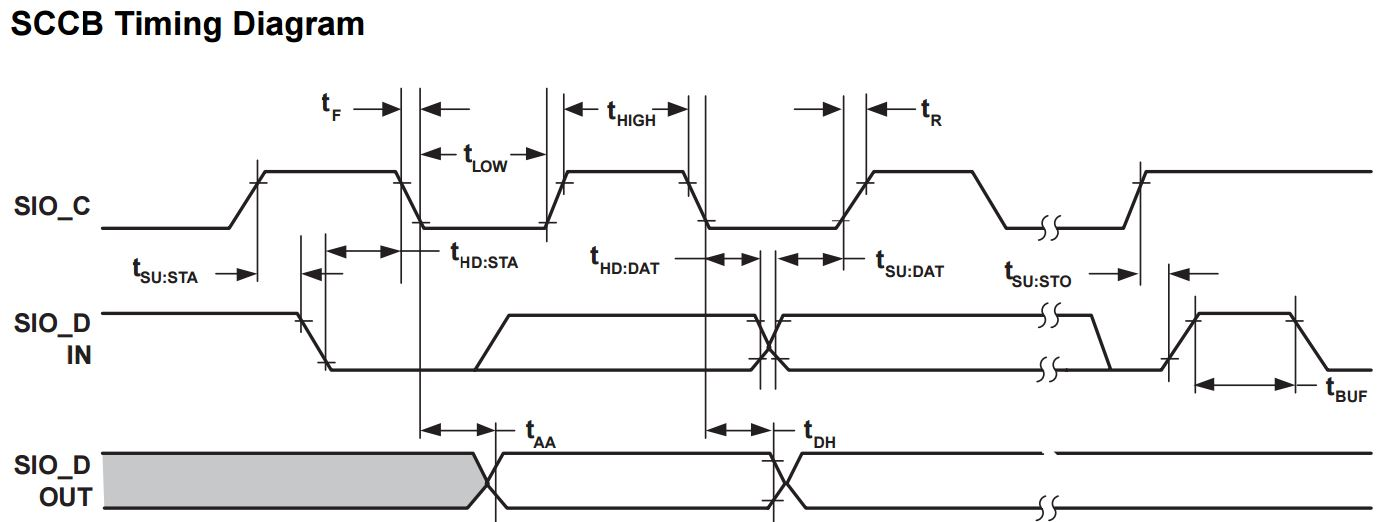 SCCB Timing Diagram
tF
tHIGH
tR
tLOW
SIO_C
tSU:STA
tHD:STA
tHD:DAT
tSU:DAT
tSU:STO
SIO_D
IN
tBUF
tAA
tDH
SIO_D
OUT